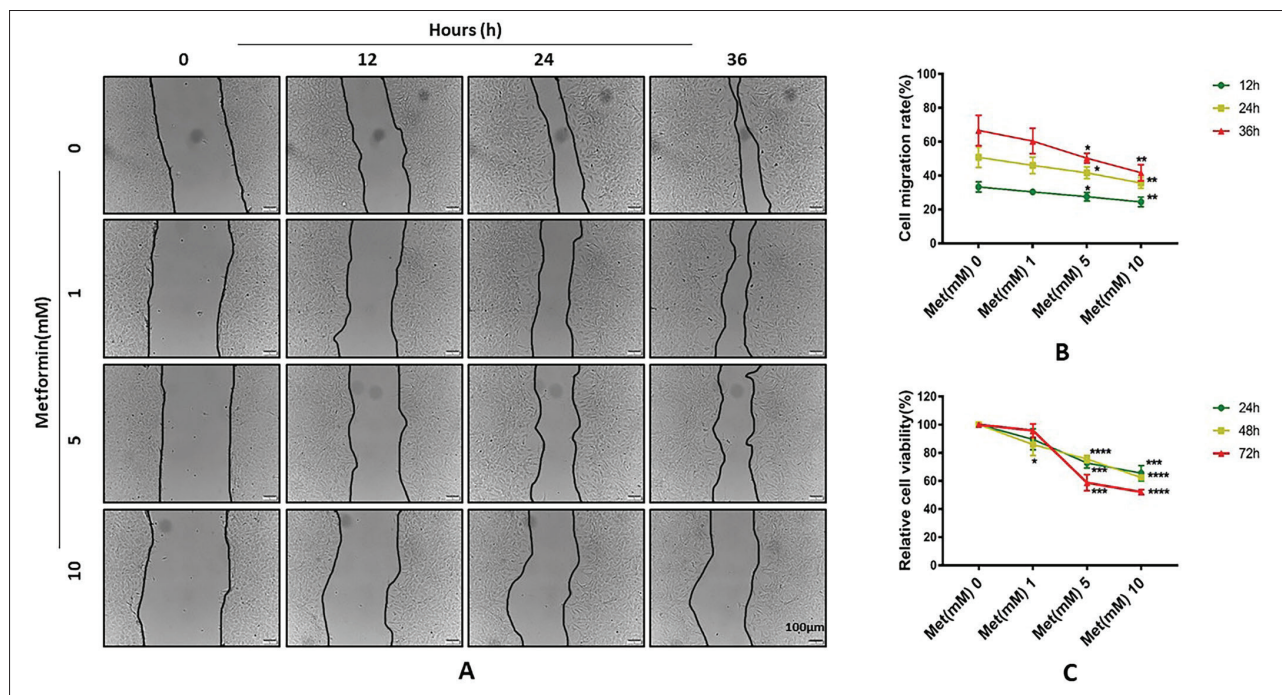 Hours (h)
0 12 24 36
Metformin(mM)
0
1
5
10
100µm
A
Cell migration rate(%)
100
80
60
40
20
0
12h
24h
36h
*
*
*
**
**
**
Met(mM) 0
Met(mM) 1
Met(mM) 5
Met(mM) 10
B
Relative cell viability(%)
120
100
80
60
40
20
0
24h
48h
72h
*
****
***
***
***
****
****
Met(mM) 0
Met(mM) 1
Met(mM) 5
Met(mM) 10
C